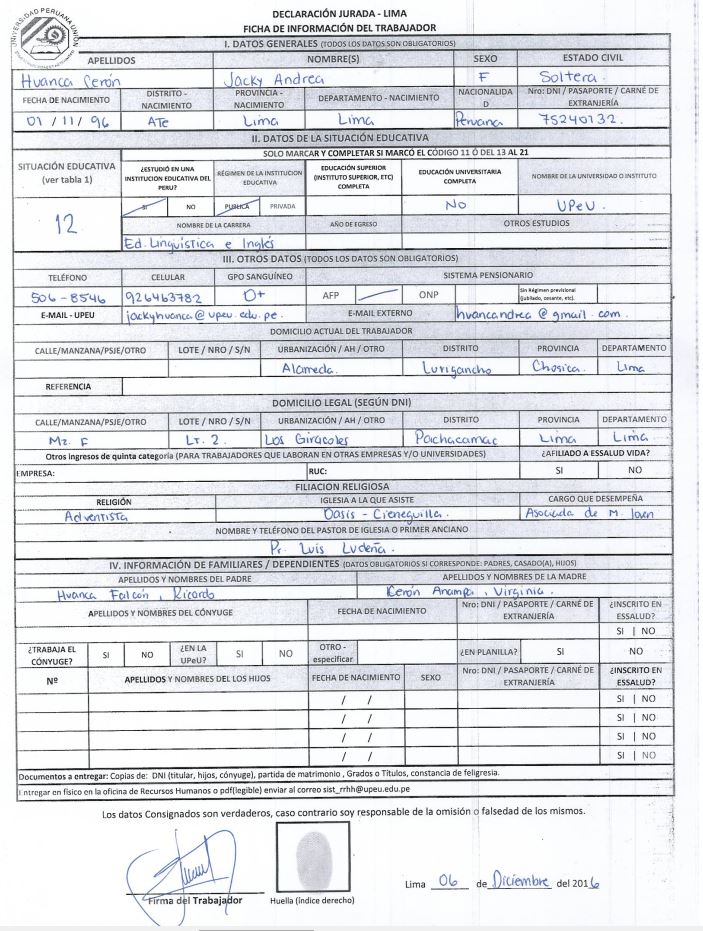 UNIVERSIDAD PERUANA UNIÓN
DECLARACIÓN JURADA - LIMA
FICHA DE INFORMACIÓN DEL TRABAJADOR
I. DATOS GENERALES (TODOS LOS DATOS SON OBLIGATORIOS)
APELLIDOS NOMBRE(S) SEXO ESTADO CIVIL
Huanca Cerón Jacky Andrea F Soltera.
FECHA DE NACIMIENTO DISTRITO - NACIMIENTO PROVINCIA - NACIMIENTO DEPARTAMENTO - NACIMIENTO NACIONALIDAD Nro: DNI / PASAPORTE / CARNÉ DE EXTRANJERÍA
01 / 11 / 96 ATe Lima Lima Peruana 75240132.
II. DATOS DE LA SITUACIÓN EDUCATIVA
SOLO MARCAR Y COMPLETAR SI MARCÓ EL CÓDIGO 11 Ó DEL 13 AL 21
SITUACIÓN EDUCATIVA (ver tabla 1) ¿ESTUDIÓ EN UNA INSTITUCION EDUCATIVA DEL PERU? RÉGIMEN DE LA INSTITUCION EDUCATIVA EDUCACIÓN SUPERIOR (INSTITUTO SUPERIOR, ETC) COMPLETA EDUCACIÓN UNIVERSITARIA COMPLETA NOMBRE DE LA UNIVERSIDAD O INSTITUTO
12 SI NO PUBLICA PRIVADA No UPeU.
NOMBRE DE LA CARRERA AÑO DE EGRESO OTROS ESTUDIOS
Ed. Linguística e Inglés
III. OTROS DATOS (TODOS LOS DATOS SON OBLIGATORIOS)
TELÉFONO CELULAR GPO SANGUÍNEO SISTEMA PENSIONARIO
506-8546 926463782 O+ AFP ONP Sin Régimen previsional (jubilado, cesante, etc).
E-MAIL - UPEU jackyhuanca@upeu.edu.pe. E-MAIL EXTERNO huancandrea@gmail.com.
DOMICILIO ACTUAL DEL TRABAJADOR
CALLE/MANZANA/PSJE/OTRO LOTE / NRO / S/N URBANIZACIÓN / AH / OTRO DISTRITO PROVINCIA DEPARTAMENTO
Alameda. Lurigancho Chosica. Lima
REFERENCIA
DOMICILIO LEGAL (SEGÚN DNI)
CALLE/MANZANA/PSJE/OTRO LOTE / NRO / S/N URBANIZACIÓN / AH / OTRO DISTRITO PROVINCIA DEPARTAMENTO
Mz. F Lt. 2. Los Girasoles Pachacamac Lima Lima.
Otros ingresos de quinta categoría (PARA TRABAJADORES QUE LABORAN EN OTRAS EMPRESAS Y/O UNIVERSIDADES) ¿AFILIADO A ESSALUD VIDA?
EMPRESA: RUC: SI NO
FILIACION RELIGIOSA
RELIGIÓN IGLESIA A LA QUE ASISTE CARGO QUE DESEMPEÑA
Adventista Oasis - Cieneguilla. Asociada de M. Joven
NOMBRE Y TELÉFONO DEL PASTOR DE IGLESIA O PRIMER ANCIANO
Pr. Luis Ludeña.
IV. INFORMACIÓN DE FAMILIARES / DEPENDIENTES (DATOS OBLIGATORIOS SI CORRESPONDE: PADRES, CASADO(A), HIJOS)
APELLIDOS Y NOMBRES DEL PADRE APELLIDOS Y NOMBRES DE LA MADRE
Huanca Falcón, Ricardo Cerón Anampa, Virginia.
APELLIDOS Y NOMBRES DEL CÓNYUGE FECHA DE NACIMIENTO Nro: DNI / PASAPORTE / CARNÉ DE EXTRANJERÍA ¿INSCRITO EN ESSALUD?
SI | NO
¿TRABAJA EL CÓNYUGE? SI NO ¿EN LA UPeU? SI NO OTRO - especificar ¿EN PLANILLA? SI NO
Nº APELLIDOS Y NOMBRES DEL LOS HIJOS FECHA DE NACIMIENTO SEXO Nro: DNI / PASAPORTE / CARNÉ DE EXTRANJERÍA ¿INSCRITO EN ESSALUD?
/ / SI | NO
/ / SI | NO
/ / SI | NO
/ / SI | NO
Documentos a entregar: Copias de: DNI (titular, hijos, cónyuge), partida de matrimonio , Grados o Títulos, constancia de feligresia.
Entregar en físico en la oficina de Recursos Humanos o pdf(legible) enviar al correo sist_rrhh@upeu.edu.pe
Los datos Consignados son verdaderos, caso contrario soy responsable de la omisión o falsedad de los mismos.
Firma del Trabajador Huella (índice derecho) Lima 06 de Diciembre del 2016